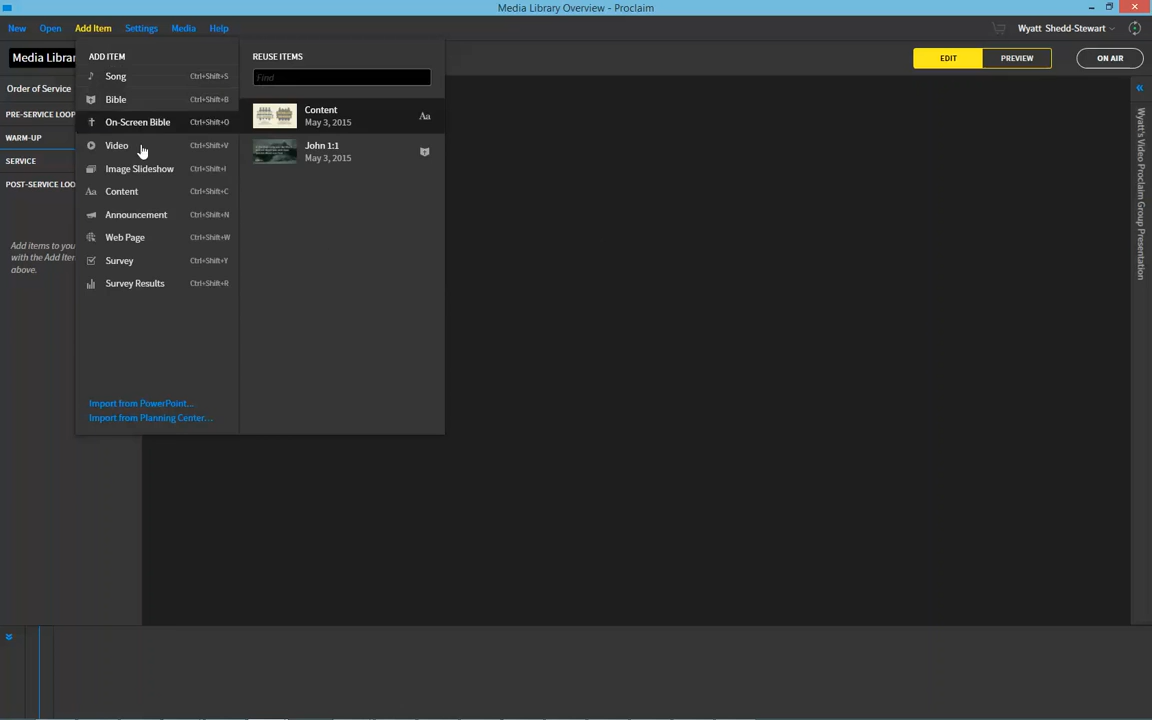 Media Library Overview - Proclaim
New Open Add Item Settings Media Help
Wyatt Shedd-Stewart
Media Librar
EDIT PREVIEW ON AIR
Order of Service
PRE-SERVICE LOOP
WARM-UP
SERVICE
POST-SERVICE LOO
Add items to you
with the Add Iter
above.
ADD ITEM
Song Ctrl+Shift+S
Bible Ctrl+Shift+B
On-Screen Bible Ctrl+Shift+O
Video Ctrl+Shift+V
Image Slideshow Ctrl+Shift+I
Aa Content Ctrl+Shift+C
Announcement Ctrl+Shift+N
Web Page Ctrl+Shift+W
Survey Ctrl+Shift+Y
Survey Results Ctrl+Shift+R
Import from PowerPoint...
Import from Planning Center...
REUSE ITEMS
Find
Content
May 3, 2015
Aa
John 1:1
May 3, 2015
Wyatt's Video Proclaim Group Presentation